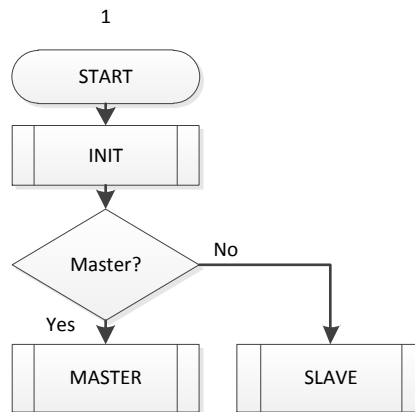 1
START
INIT
Master?
No
Yes
MASTER
SLAVE